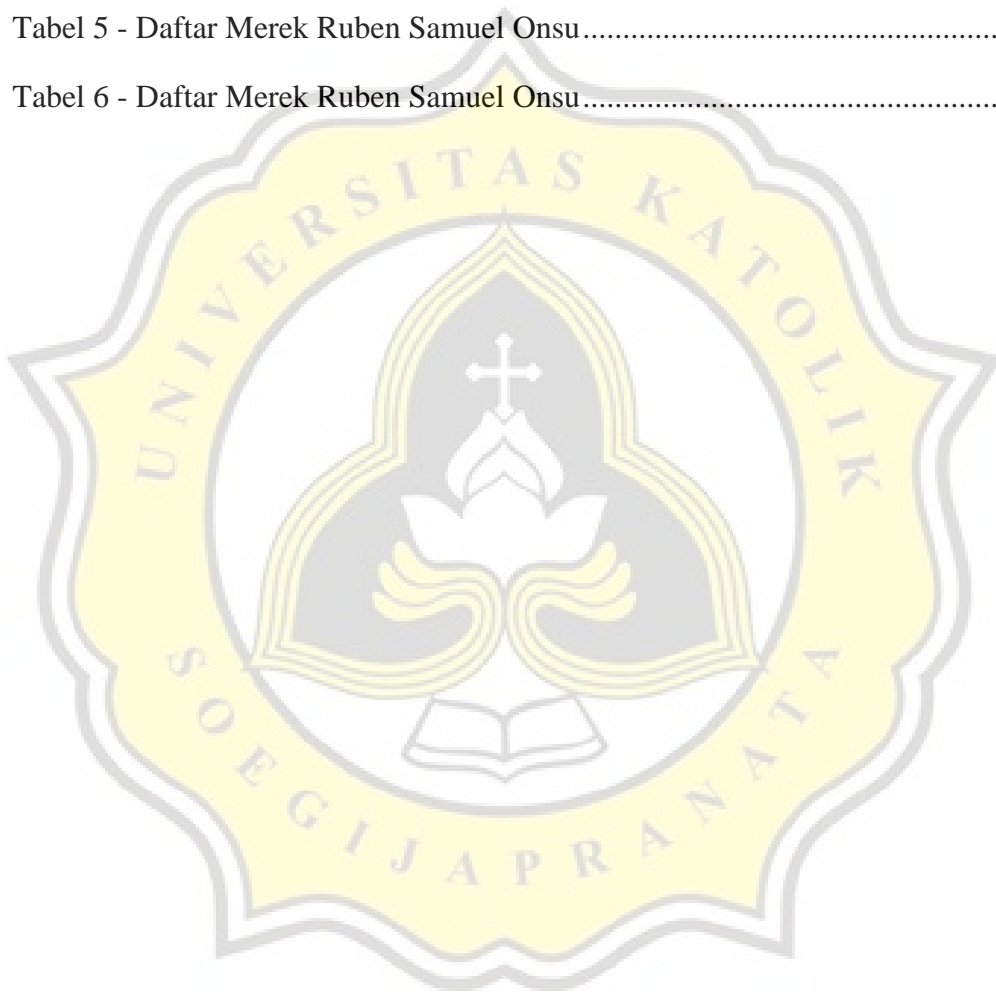 Tabel 5 - Daftar Merek Ruben Samuel Onsu....................................................
Tabel 6 - Daftar Merek Ruben Samuel Onsu....................................................
UNIVERSITAS KATOLIK
SOEGIJAPRANATA